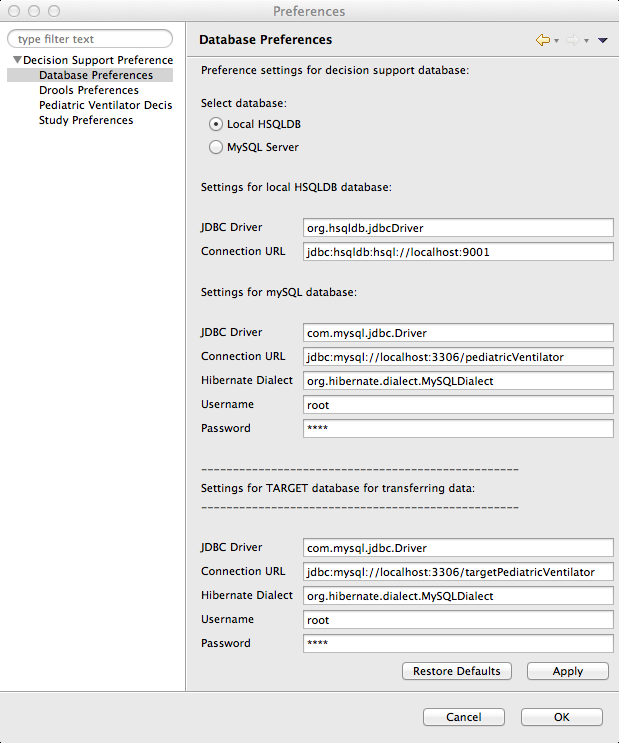 Preferences
type filter text
Decision Support Preference
Database Preferences
Drools Preferences
Pediatric Ventilator Decis
Study Preferences
Database Preferences
Preference settings for decision support database:
Select database:
Local HSQLDB
MySQL Server
Settings for local HSQLDB database:
JDBC Driver org.hsqldb.jdbcDriver
Connection URL jdbc:hsqldb:hsql://localhost:9001
Settings for mySQL database:
JDBC Driver com.mysql.jdbc.Driver
Connection URL jdbc:mysql://localhost:3306/pediatricVentilator
Hibernate Dialect org.hibernate.dialect.MySQLDialect
Username root
Password ****
--------------------------------------------------
Settings for TARGET database for transferring data:
--------------------------------------------------
JDBC Driver com.mysql.jdbc.Driver
Connection URL jdbc:mysql://localhost:3306/targetPediatricVentilator
Hibernate Dialect org.hibernate.dialect.MySQLDialect
Username root
Password ****
Restore Defaults Apply
Cancel OK